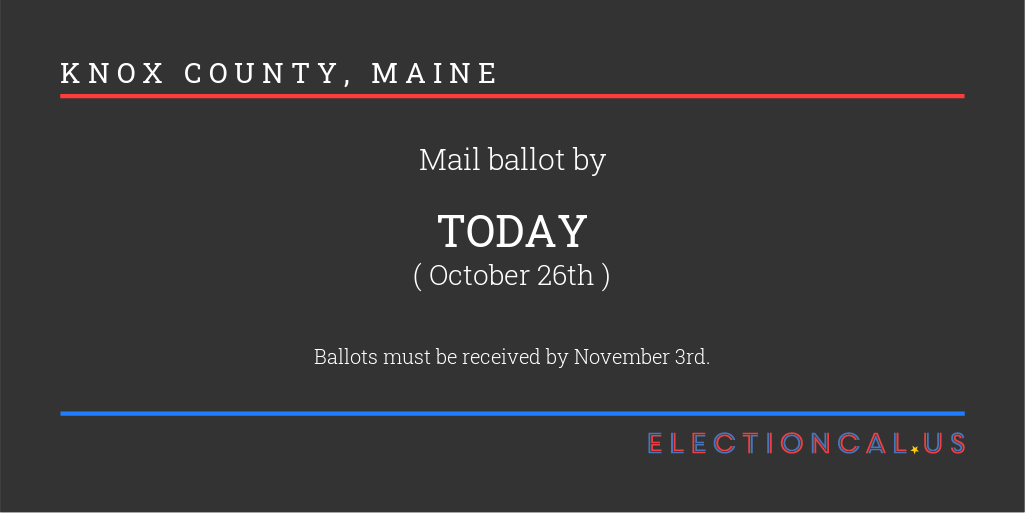 KNOX COUNTY, MAINE
Mail ballot by
TODAY
( October 26th )
Ballots must be received by November 3rd.
ELECTIONCAL.US